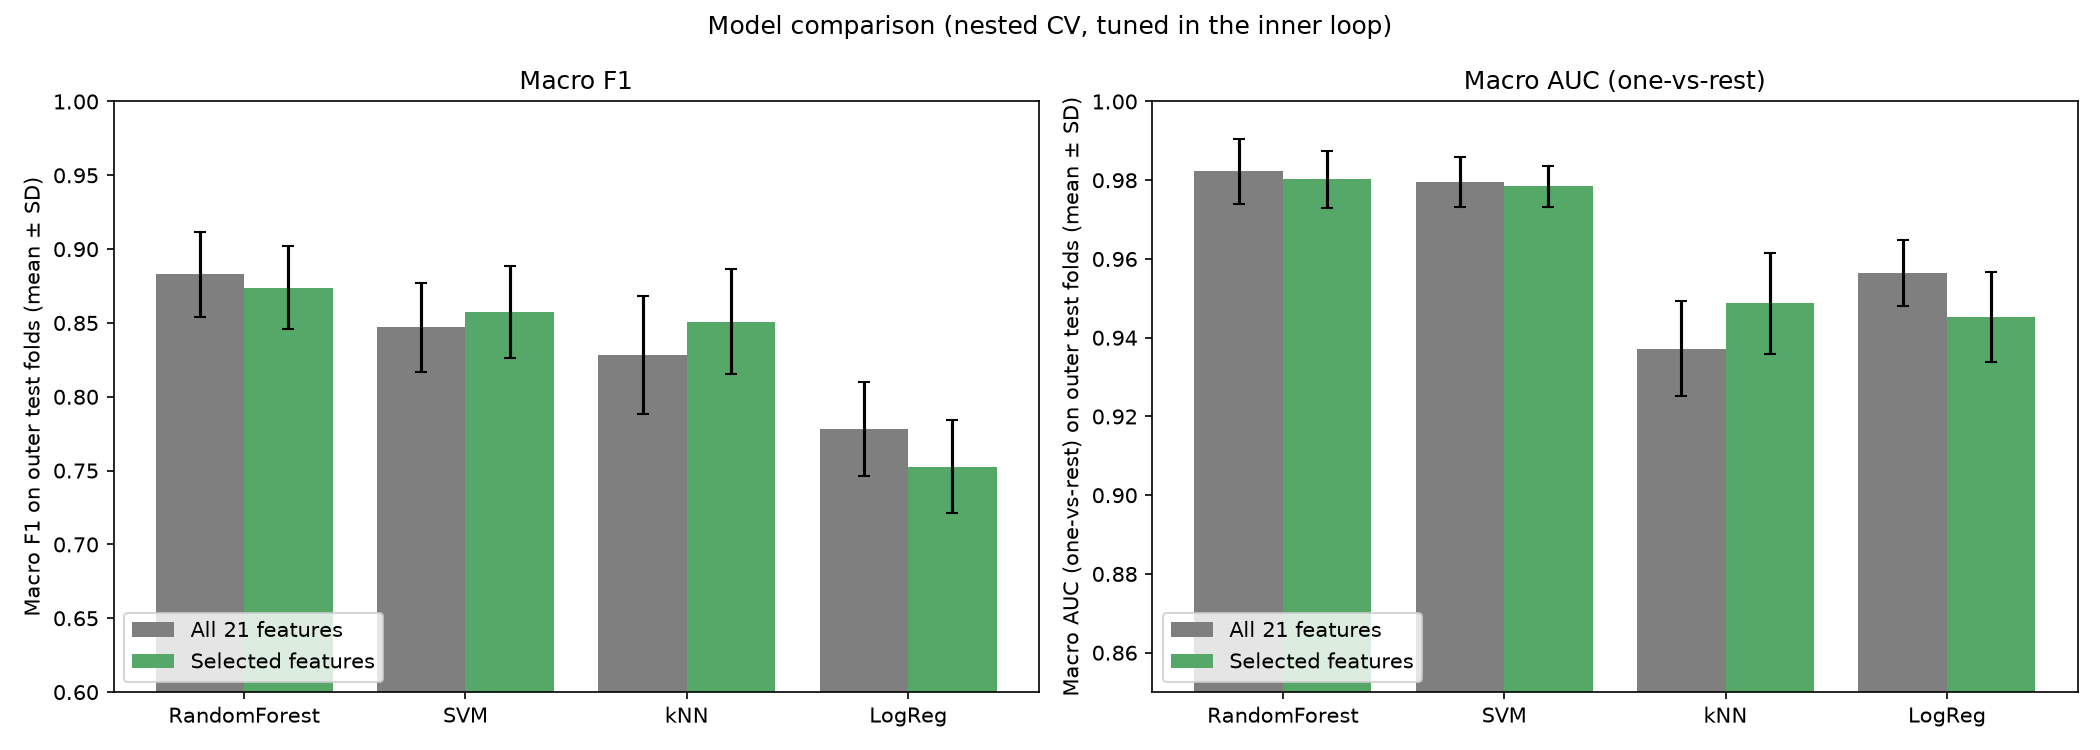 Model comparison (nested CV, tuned in the inner loop)
Macro F1
Macro F1 on outer test folds (mean ± SD)
1.00
0.95
0.90
0.85
0.80
0.75
0.70
0.65
0.60
All 21 features
Selected features
RandomForest SVM kNN LogReg
Macro AUC (one-vs-rest)
Macro AUC (one-vs-rest) on outer test folds (mean ± SD)
1.00
0.98
0.96
0.94
0.92
0.90
0.88
0.86
All 21 features
Selected features
RandomForest SVM kNN LogReg